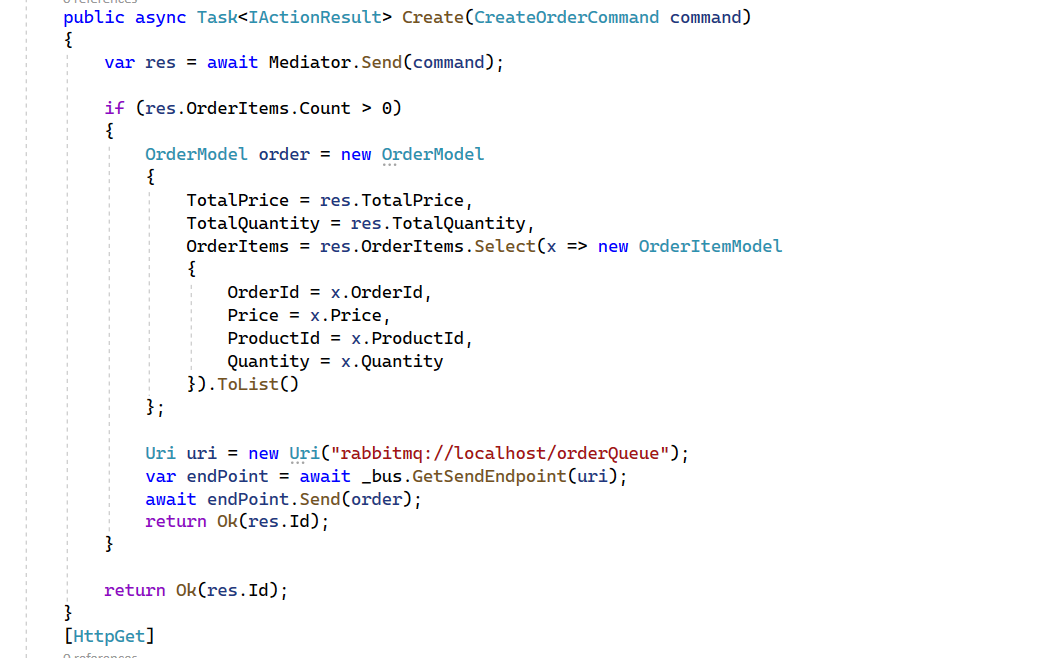 public async Task<IActionResult> Create(CreateOrderCommand command)
{
var res = await Mediator.Send(command);
if (res.OrderItems.Count > 0)
{
OrderModel order = new OrderModel
{
TotalPrice = res.TotalPrice,
TotalQuantity = res.TotalQuantity,
OrderItems = res.OrderItems.Select(x => new OrderItemModel
{
OrderId = x.OrderId,
Price = x.Price,
ProductId = x.ProductId,
Quantity = x.Quantity
}).ToList()
};
Uri uri = new Uri("rabbitmq://localhost/orderQueue");
var endPoint = await _bus.GetSendEndpoint(uri);
await endPoint.Send(order);
return Ok(res.Id);
}
return Ok(res.Id);
}
[HttpGet]